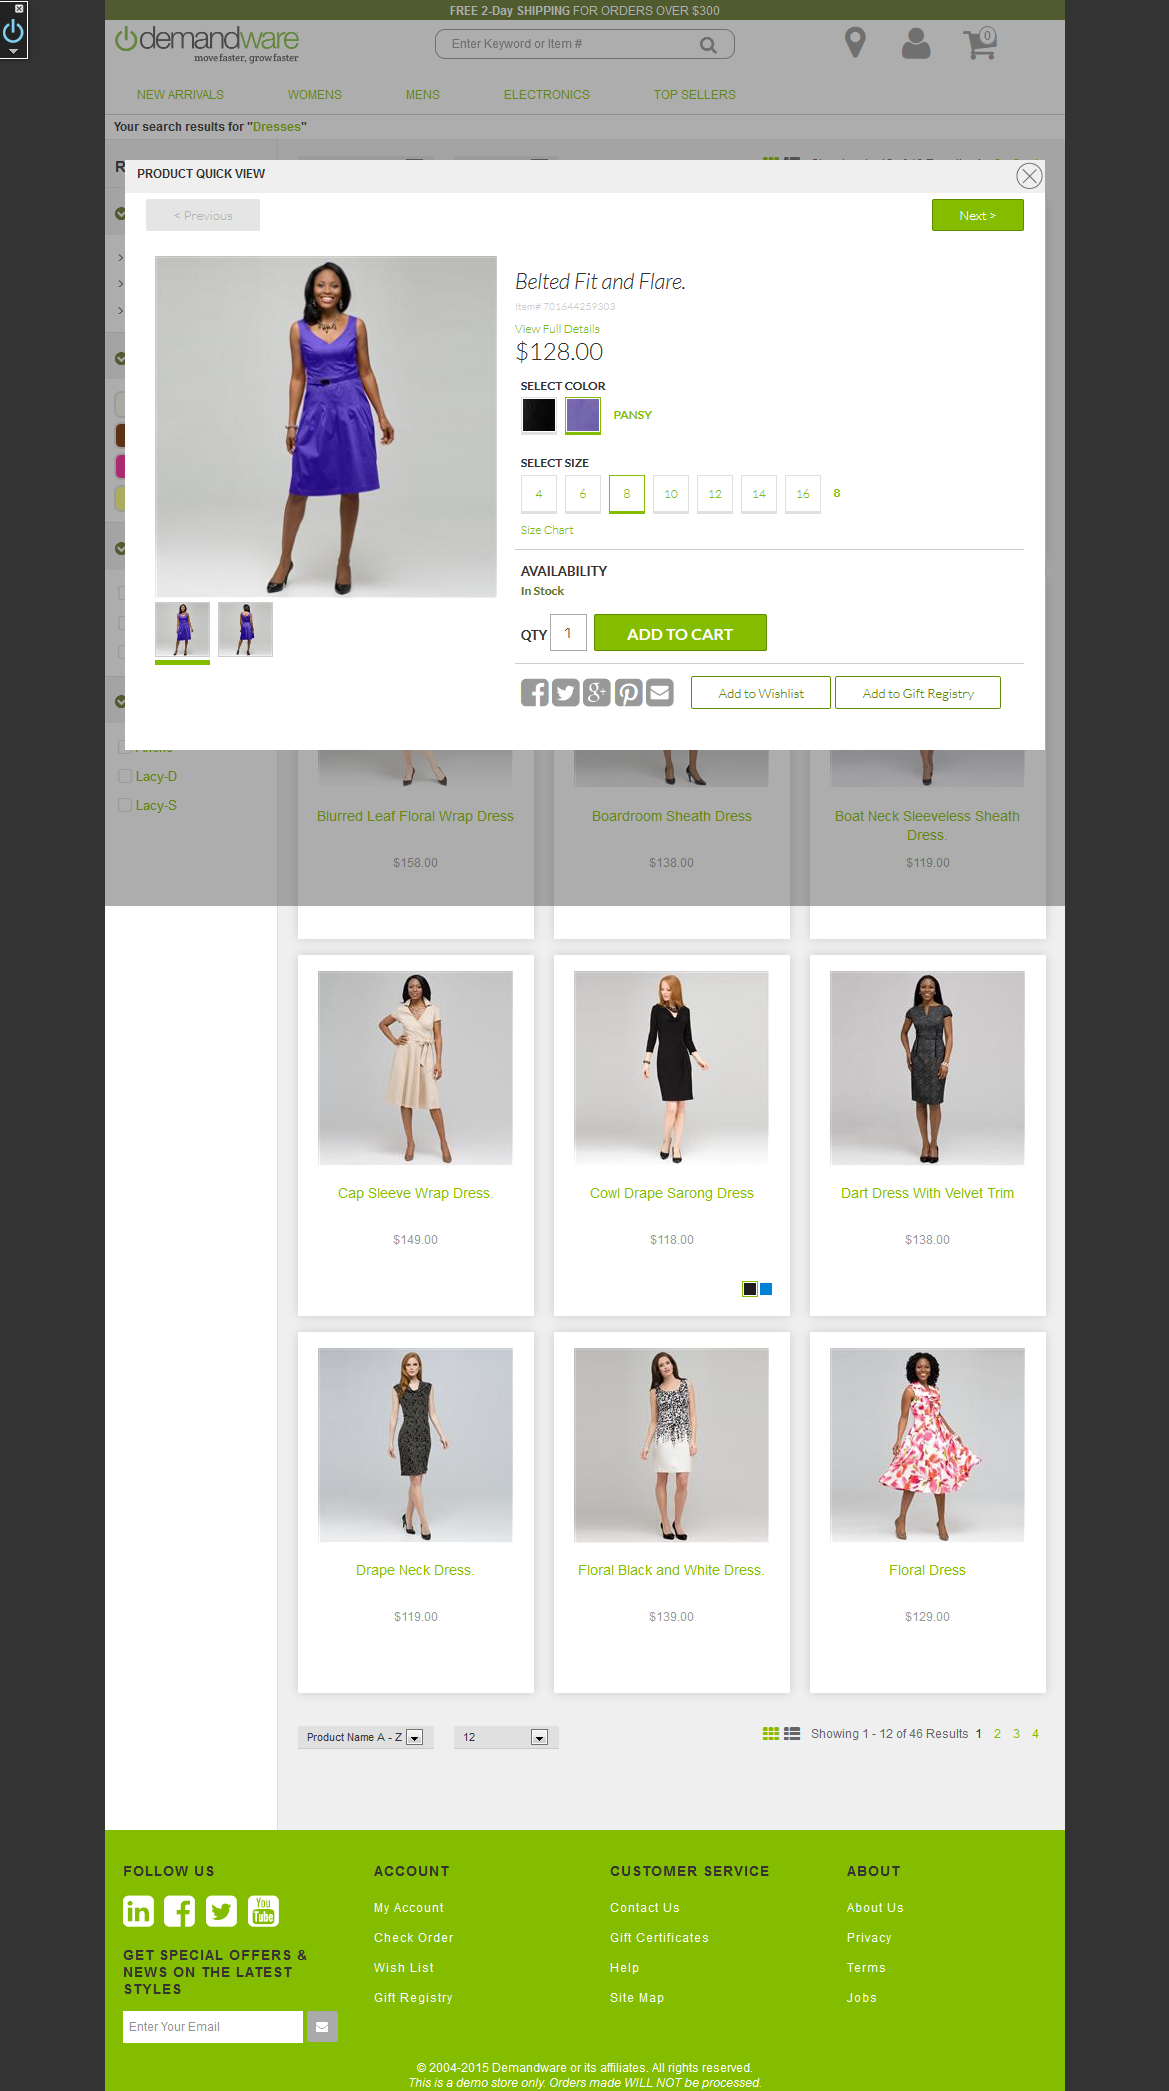 FREE 2-Day SHIPPING FOR ORDERS OVER $300
demandware
move faster, grow faster
Enter Keyword or Item #
0
NEW ARRIVALS
WOMENS
MENS
ELECTRONICS
TOP SELLERS
Your search results for "Dresses"
PRODUCT QUICK VIEW
< Previous
Next >
Belted Fit and Flare.
Item# 701644259303
View Full Details
$128.00
SELECT COLOR
PANSY
SELECT SIZE
4 6 8 10 12 14 16 8
Size Chart
AVAILABILITY
In Stock
QTY 1 ADD TO CART
Add to Wishlist
Add to Gift Registry
Lacy-D
Lacy-S
Blurred Leaf Floral Wrap Dress
$158.00
Boardroom Sheath Dress
$138.00
Boat Neck Sleeveless Sheath
Dress.
$119.00
Cap Sleeve Wrap Dress.
$149.00
Cowl Drape Sarong Dress
$118.00
Dart Dress With Velvet Trim
$138.00
Drape Neck Dress.
$119.00
Floral Black and White Dress.
$139.00
Floral Dress
$129.00
Product Name A - Z
12
Showing 1 - 12 of 46 Results 1 2 3 4
FOLLOW US
in f You Tube
GET SPECIAL OFFERS &
NEWS ON THE LATEST
STYLES
Enter Your Email
ACCOUNT
My Account
Check Order
Wish List
Gift Registry
CUSTOMER SERVICE
Contact Us
Gift Certificates
Help
Site Map
ABOUT
About Us
Privacy
Terms
Jobs
© 2004-2015 Demandware or its affiliates. All rights reserved.
This is a demo store only. Orders made WILL NOT be processed.